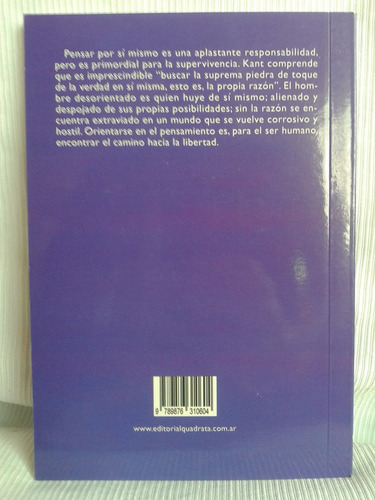 Pensar por sí mismo es una aplastante responsabilidad,
pero es primordial para la supervivencia. Kant comprende
que es imprescindible "buscar la suprema piedra de toque
de la verdad en sí misma, esto es, la propia razón". El hom-
bre desorientado es quien huye de sí mismo; alienado y
despojado de sus propias posibilidades; sin la razón se en-
cuentra extraviado en un mundo que se vuelve corrosivo y
hostil. Orientarse en el pensamiento es, para el ser humano,
encontrar el camino hacia la libertad.
9 789876 310604
www.editorialquadrata.com.ar